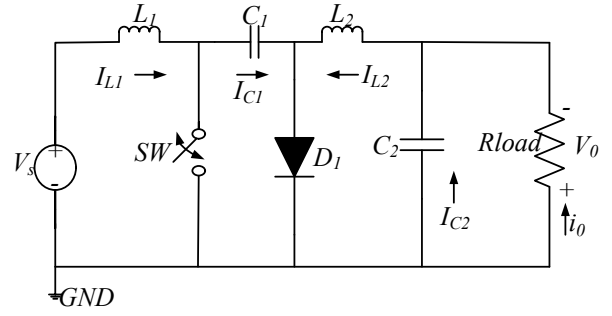 L1
C1
L2
IL1
IC1
IL2
+
Vs
-
SW
D1
C2
IC2
Rload
-
V0
+
i0
GND